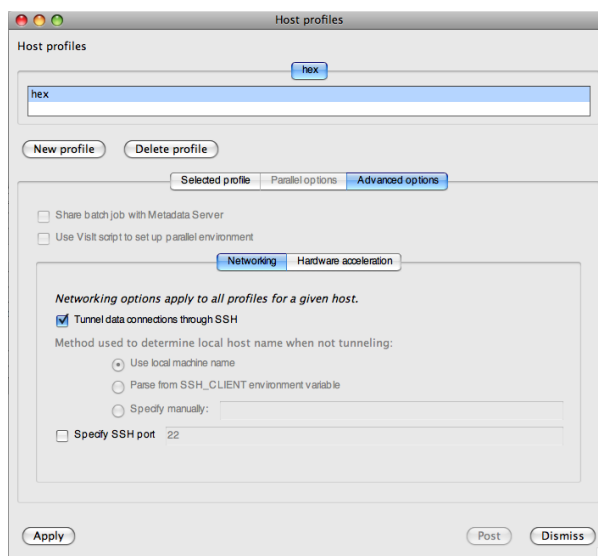 Host profiles
Host profiles
hex
hex
New profile Delete profile
Selected profile Parallel options Advanced options
Share batch job with Metadata Server
Use VisIt script to set up parallel environment
Networking Hardware acceleration
Networking options apply to all profiles for a given host.
Tunnel data connections through SSH
Method used to determine local host name when not tunneling:
Use local machine name
Parse from SSH_CLIENT environment variable
Specify manually:
Specify SSH port 22
Apply Post Dismiss